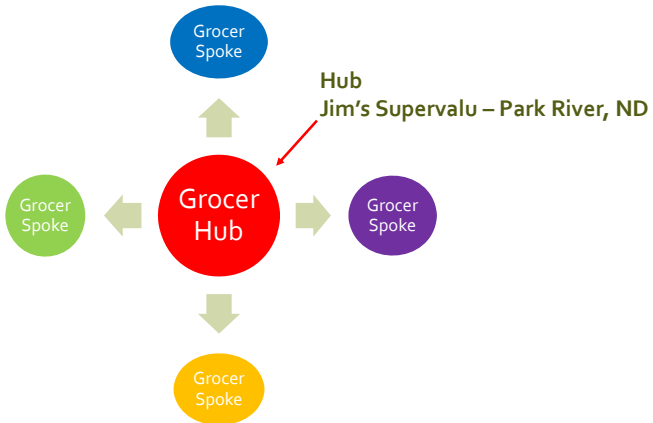 Grocer
Spoke
Hub
Jim's Supervalu – Park River, ND
Grocer
Spoke
Grocer
Hub
Grocer
Spoke
Grocer
Spoke